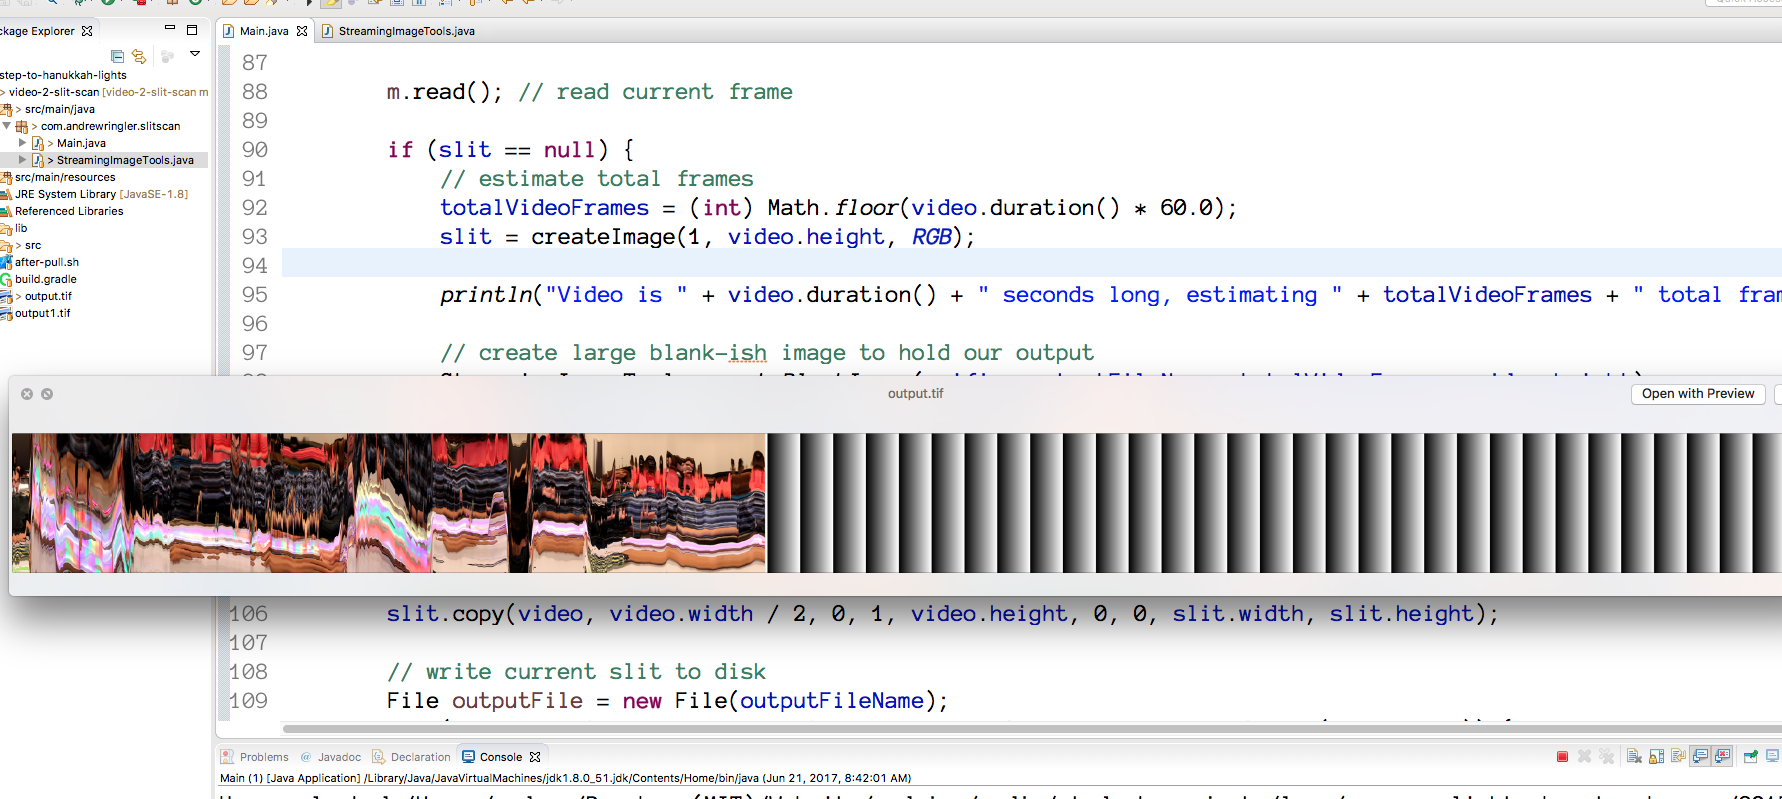 ckage Explorer
step-to-hanukkah-lights
> video-2-slit-scan [video-2-slit-scan m
> src/main/java
> com.andrewringler.slitscan
> Main.java
> StreamingImageTools.java
src/main/resources
JRE System Library [JavaSE-1.8]
Referenced Libraries
lib
> src
after-pull.sh
build.gradle
> output.tif
output1.tif
Main.java
StreamingImageTools.java
87
88 m.read(); // read current frame
89
90 if (slit == null) {
91 // estimate total frames
92 totalVideoFrames = (int) Math.floor(video.duration() * 60.0);
93 slit = createImage(1, video.height, RGB);
94
95 println("Video is " + video.duration() + " seconds long, estimating " + totalVideoFrames + " total fram
96
97 // create large blank-ish image to hold our output
output.tif
Open with Preview
106 slit.copy(video, video.width / 2, 0, 1, video.height, 0, 0, slit.width, slit.height);
107
108 // write current slit to disk
109 File outputFile = new File(outputFileName);
Problems @ Javadoc Declaration Console
Main (1) [Java Application] /Library/Java/JavaVirtualMachines/jdk1.8.0_51.jdk/Contents/Home/bin/java (Jun 21, 2017, 8:42:01 AM)